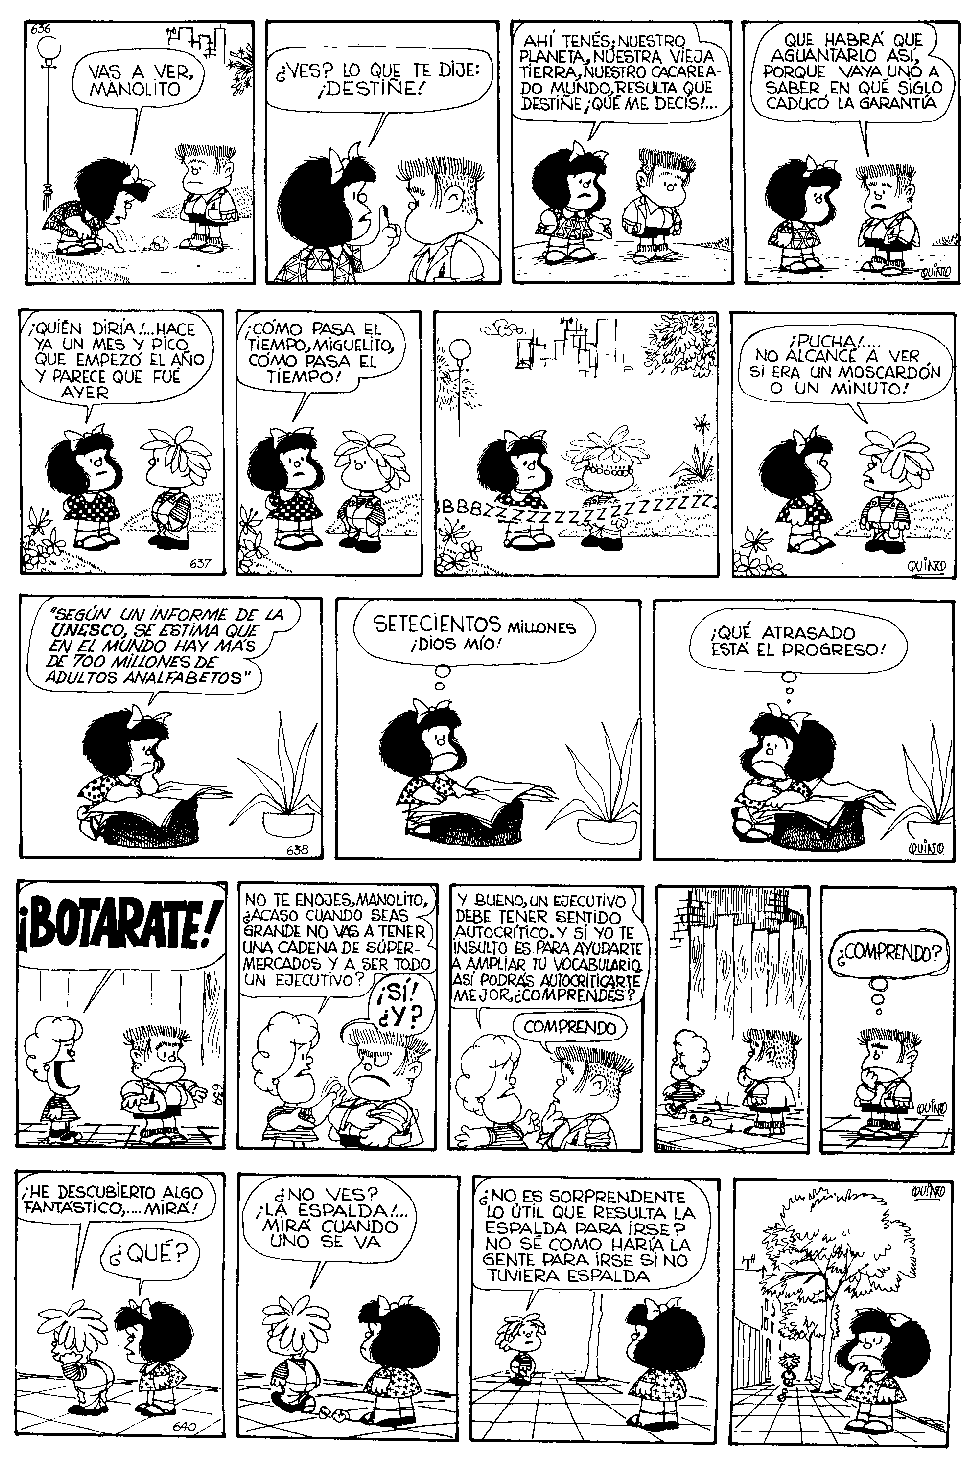 636
VAS A VER,
MANOLITO
¿VES? LO QUE TE DIJE:
¡DESTIÑE!
AHÍ TENÉS; NUESTRO
PLANETA, NUESTRA VIEJA
TIERRA, NUESTRO CACAREA-
DO MUNDO, RESULTA QUE
DESTIÑE ¡QUÉ ME DECÍS!...
QUE HABRÁ QUE
AGUANTARLO ASÍ,
PORQUE VAYA UNO A
SABER EN QUÉ SIGLO
CADUCÓ LA GARANTÍA
QUINO
¡QUIÉN DIRÍA!...HACE
YA UN MES Y PICO
QUE EMPEZÓ EL AÑO
Y PARECE QUE FUÉ
AYER
637
¡CÓMO PASA EL
TIEMPO, MIGUELITO,
CÓMO PASA EL
TIEMPO!
BBBZZZZZZZZZZZZZZZZZZZ
¡PUCHA!....
NO ALCANCÉ A VER
SI ERA UN MOSCARDÓN
O UN MINUTO!
QUINO
"SEGÚN UN INFORME DE LA
UNESCO, SE ESTIMA QUE
EN EL MUNDO HAY MÁS
DE 700 MILLONES DE
ADULTOS ANALFABETOS"
638
SETECIENTOS MILLONES
¡DIOS MÍO!
¡QUÉ ATRASADO
ESTÁ EL PROGRESO!
QUINO
¡BOTARATE!
639
NO TE ENOJES, MANOLITO,
¿ACASO CUANDO SEAS
GRANDE NO VAS A TENER
UNA CADENA DE SÚPER-
MERCADOS Y A SER TODO
UN EJECUTIVO?
¡SÍ!
¿Y?
Y BUENO, UN EJECUTIVO
DEBE TENER SENTIDO
AUTOCRÍTICO. Y SI YO TE
INSULTO ES PARA AYUDARTE
A AMPLIAR TU VOCABULARIO.
ASÍ PODRÁS AUTOCRITICARTE
MEJOR, ¿COMPRENDES?
COMPRENDO
¿COMPRENDO?
QUINO
¡HE DESCUBIERTO ALGO
FANTÁSTICO,....MIRÁ!
¿QUÉ?
640
¿NO VES?
¡LA ESPALDA!...
MIRÁ CUANDO
UNO SE VA
¿NO ES SORPRENDENTE
LO ÚTIL QUE RESULTA LA
ESPALDA PARA IRSE?
NO SÉ CÓMO HARÍA LA
GENTE PARA IRSE SI NO
TUVIERA ESPALDA
QUINO